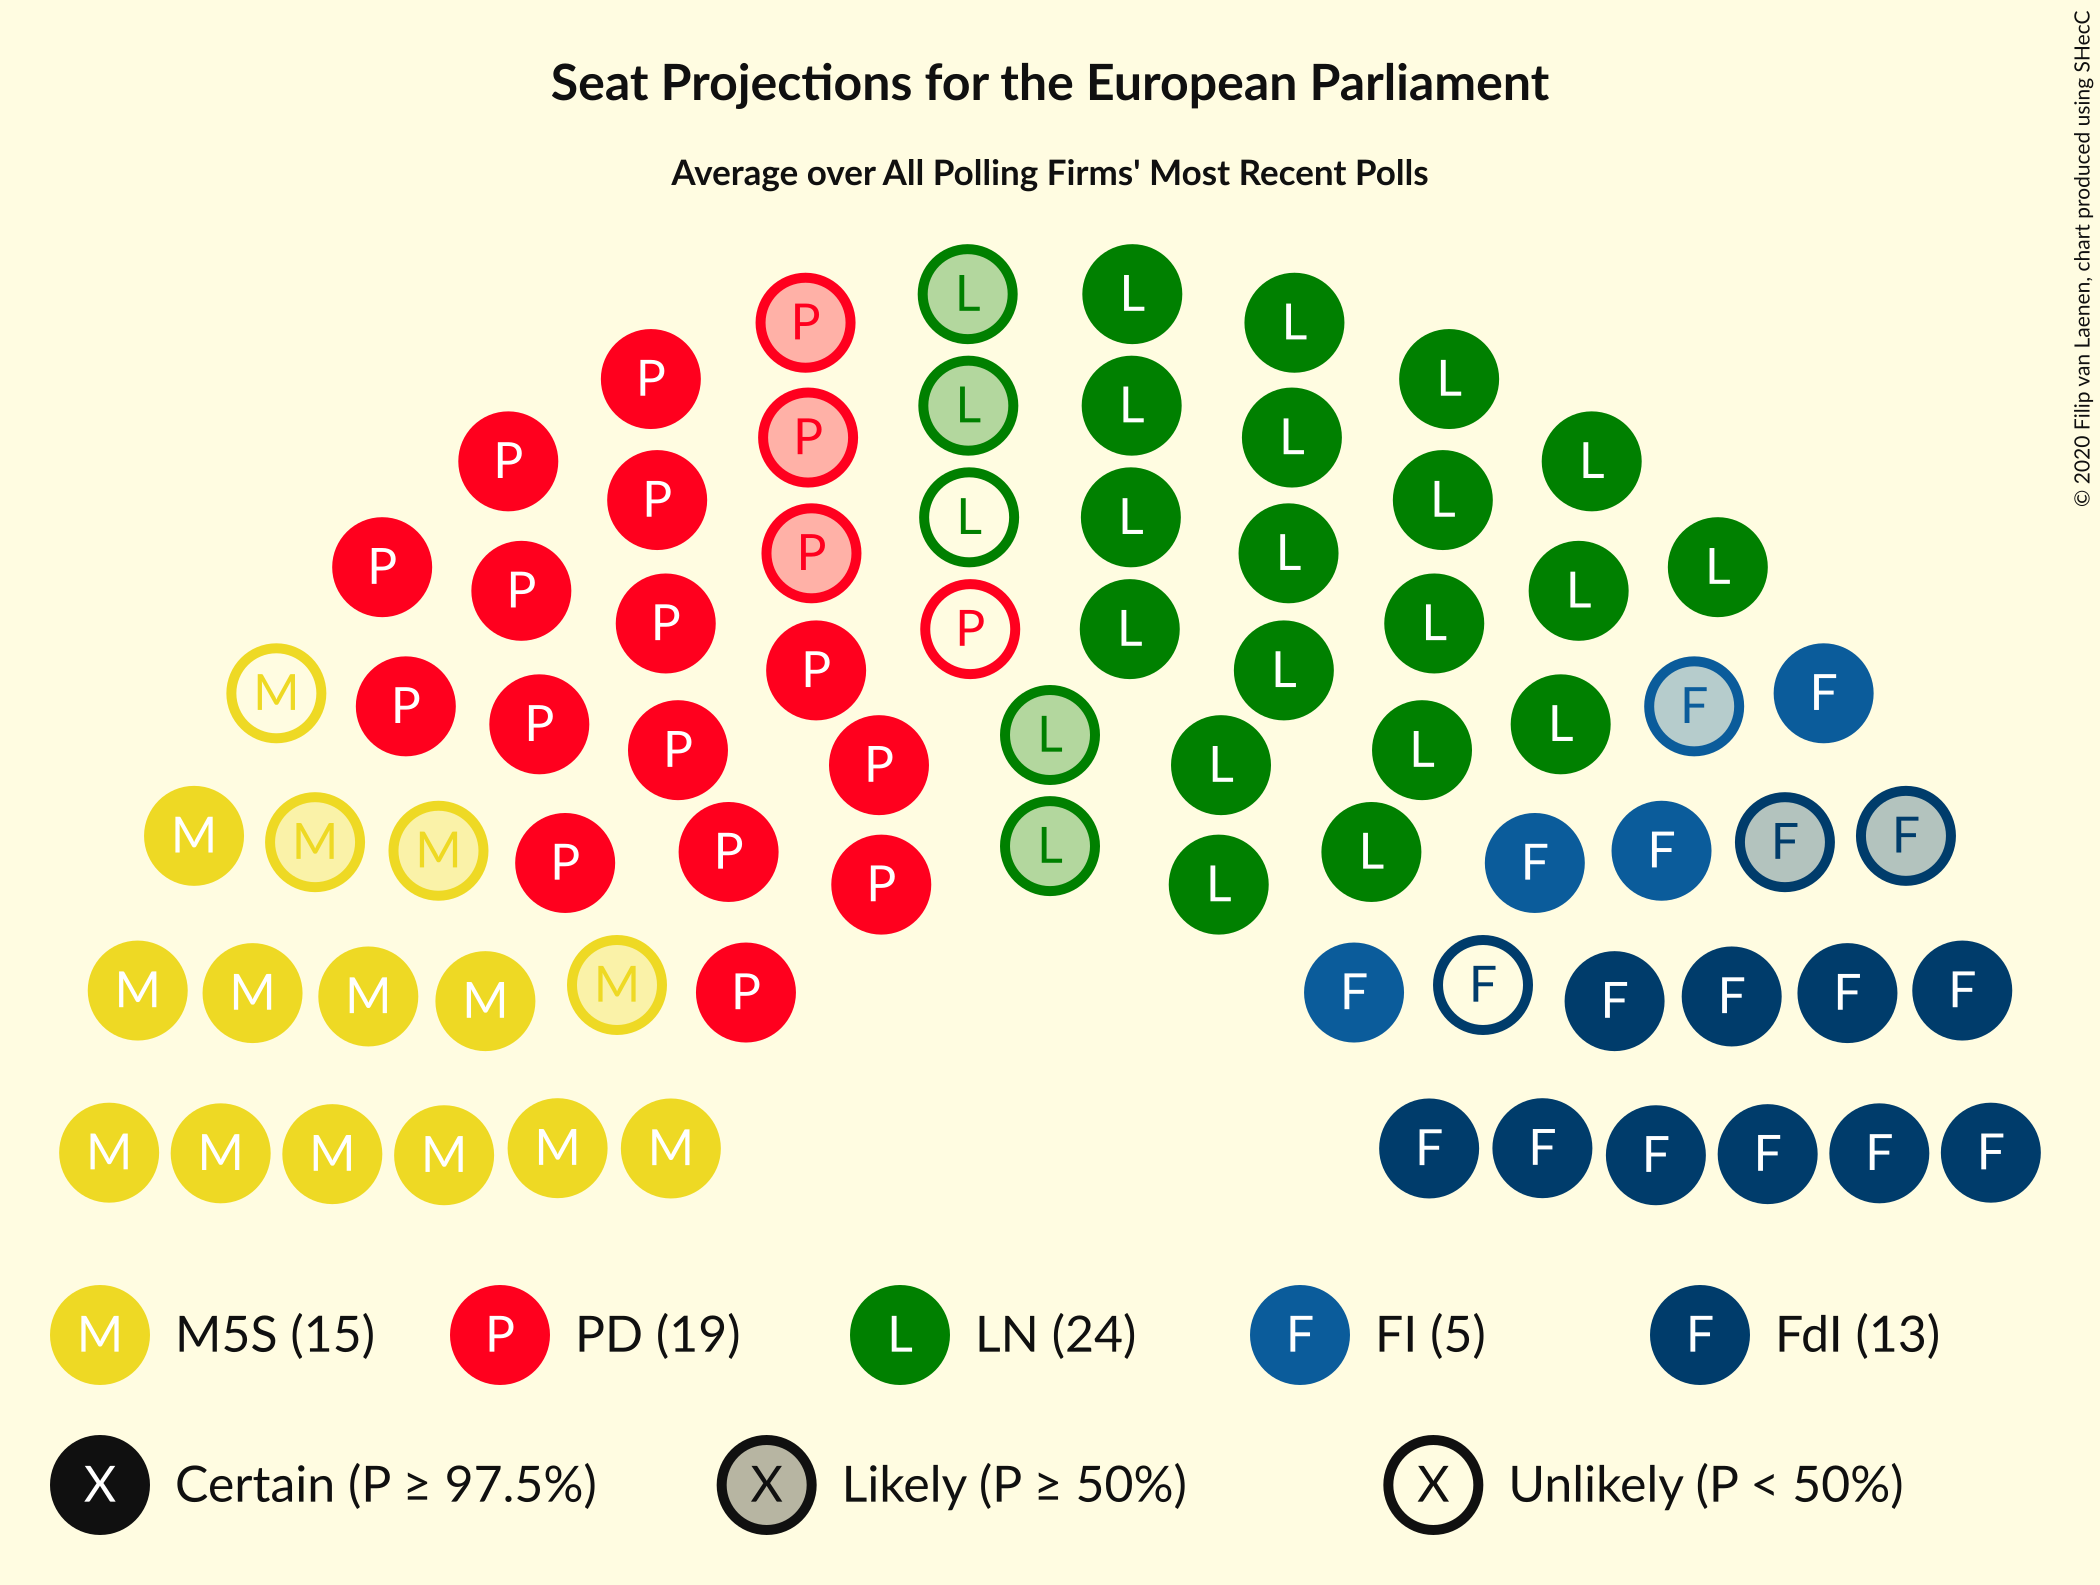 Seat Projections for the European Parliament
Average over All Polling Firms' Most Recent Polls
© 2020 Filip van Laenen, chart produced using SHecC
L L
P L
P L
L L
P L
P L
P L
P L
L L
P L
P L
P L
P L
P L
P L
M F
P F
P L
L
P L
P L
M F
M F
M F
P F
P L
L
P L
M M M M M P F F F F F F
M M M M M M F F F F F F
M M5S (15) P PD (19) L LN (24) F FI (5) F FdI (13)
X Certain (P ≥ 97.5%) X Likely (P ≥ 50%) X Unlikely (P < 50%)